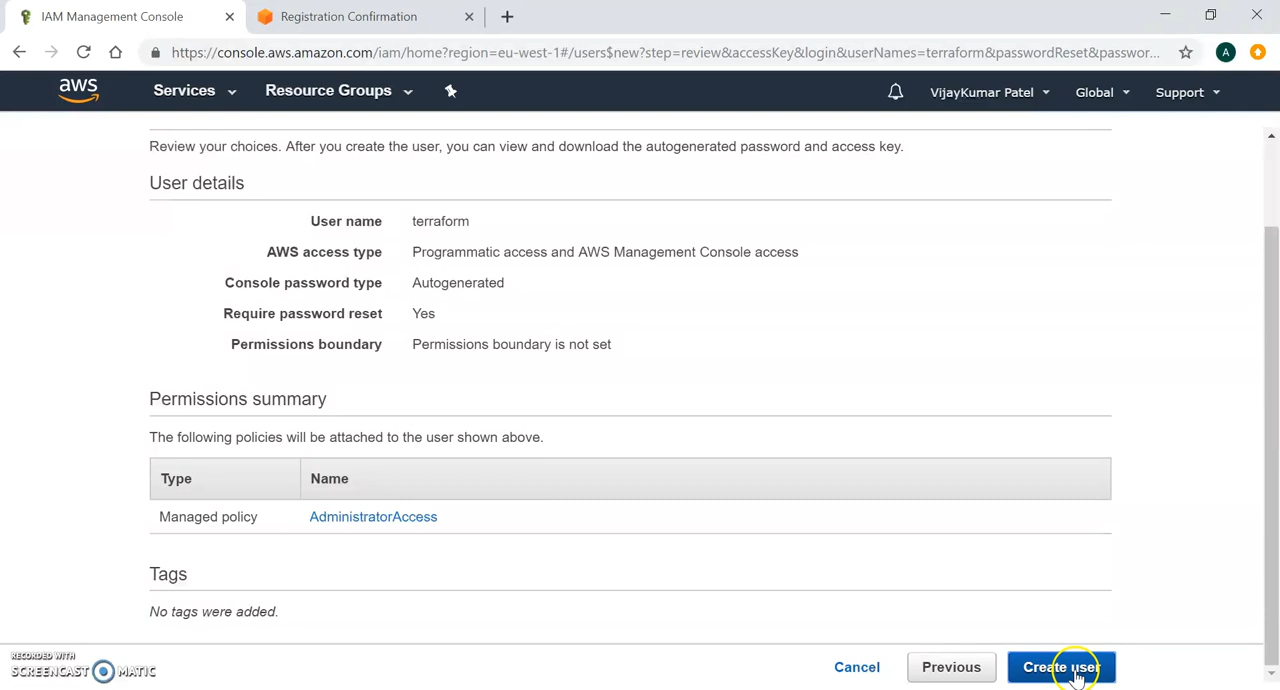 IAM Management Console
Registration Confirmation
https://console.aws.amazon.com/iam/home?region=eu-west-1#/users$new?step=review&accessKey&login&userNames=terraform&passwordReset&passwor...
A
aws
Services
Resource Groups
VijayKumar Patel
Global
Support
Review your choices. After you create the user, you can view and download the autogenerated password and access key.
User details
User name terraform
AWS access type Programmatic access and AWS Management Console access
Console password type Autogenerated
Require password reset Yes
Permissions boundary Permissions boundary is not set
Permissions summary
The following policies will be attached to the user shown above.
Type Name
Managed policy AdministratorAccess
Tags
No tags were added.
RECORDED WITH
SCREENCAST MATIC
Cancel
Previous
Create user